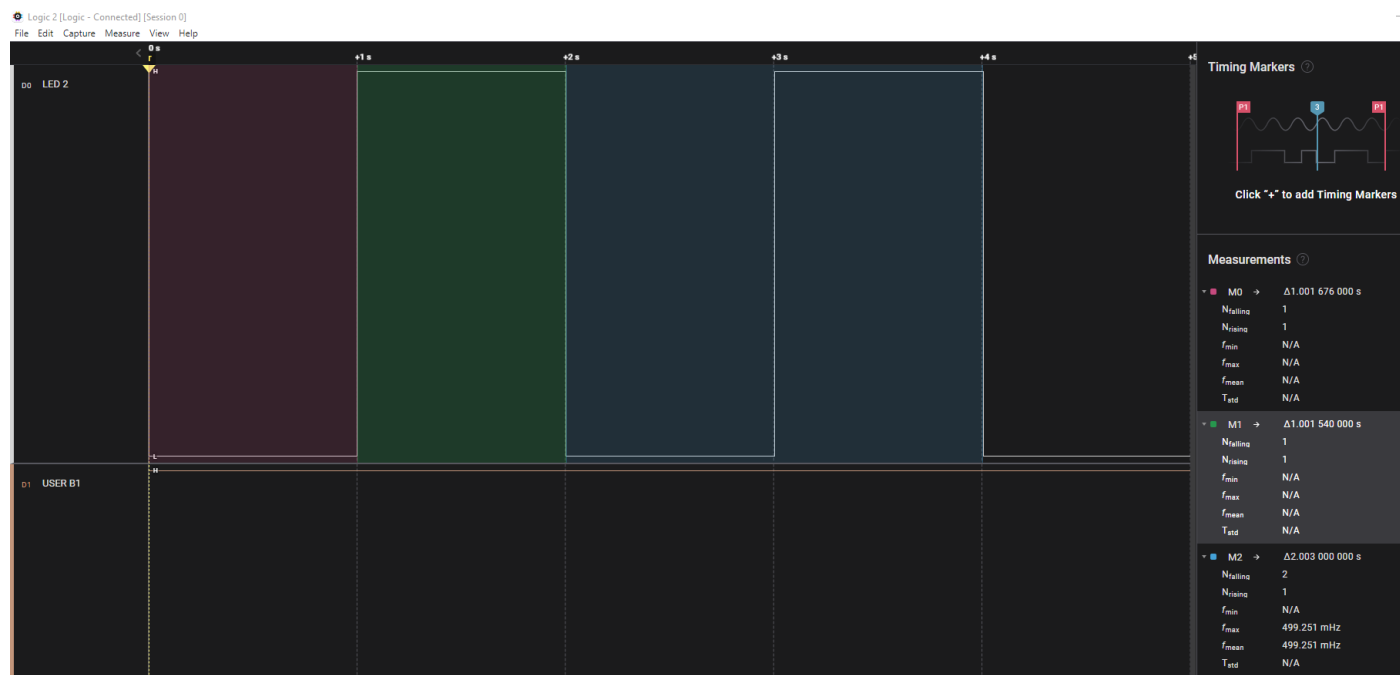 Logic 2 [Logic - Connected] [Session 0]
File Edit Capture Measure View Help
0 s
r
+1 s +2 s +3 s +4 s
D0 LED 2
H
L
D1 USER B1
H
Timing Markers ?
P1 3 P1
Click "+" to add Timing Markers
Measurements ?
M0 → Δ1.001 676 000 s
Nfalling 1
Nrising 1
fmin N/A
fmax N/A
fmean N/A
Tstd N/A
M1 → Δ1.001 540 000 s
Nfalling 1
Nrising 1
fmin N/A
fmax N/A
fmean N/A
Tstd N/A
M2 → Δ2.003 000 000 s
Nfalling 2
Nrising 1
fmin N/A
fmax 499.251 mHz
fmean 499.251 mHz
Tstd N/A